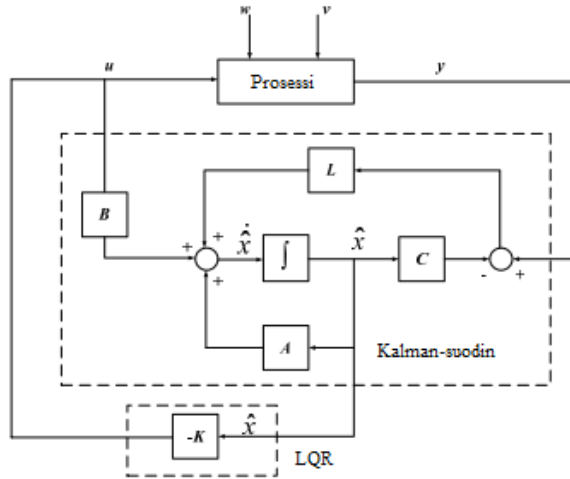 w v
u y
Prosessi
L
B
+ +
+
x̂̇ ∫ x̂ C
- +
A
Kalman-suodin
-K x̂
LQR